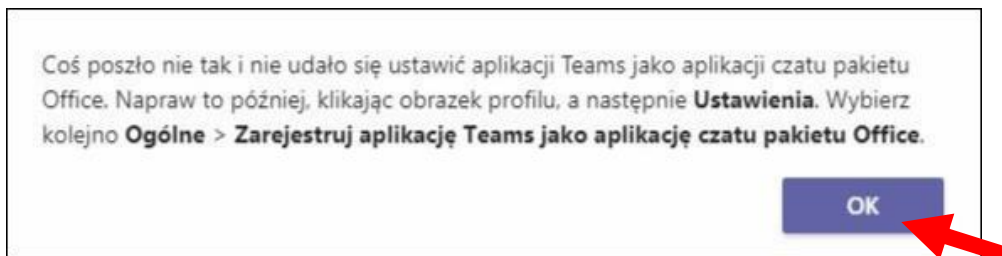 Coś poszło nie tak i nie udało się ustawić aplikacji Teams jako aplikacji czatu pakietu
Office. Napraw to później, klikając obrazek profilu, a następnie Ustawienia. Wybierz
kolejno Ogólne > Zarejestruj aplikację Teams jako aplikację czatu pakietu Office.
OK